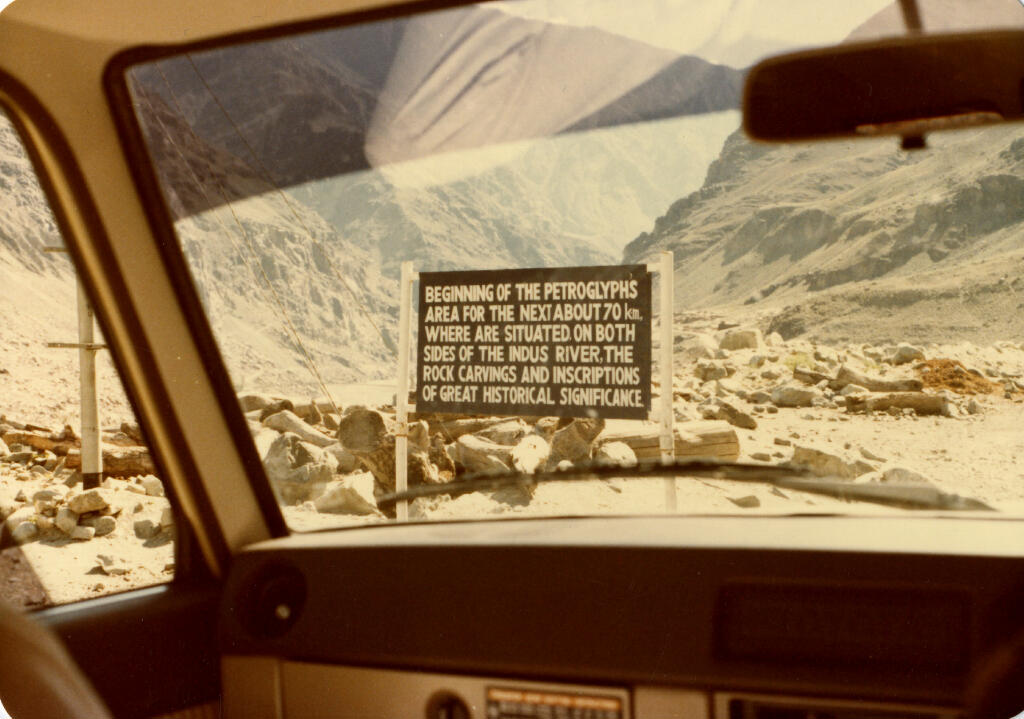 BEGINNING OF THE PETROGLYPHS
AREA FOR THE NEXT ABOUT 70 km,
WHERE ARE SITUATED, ON BOTH
SIDES OF THE INDUS RIVER, THE
ROCK CARVINGS AND INSCRIPTIONS
OF GREAT HISTORICAL SIGNIFICANCE.